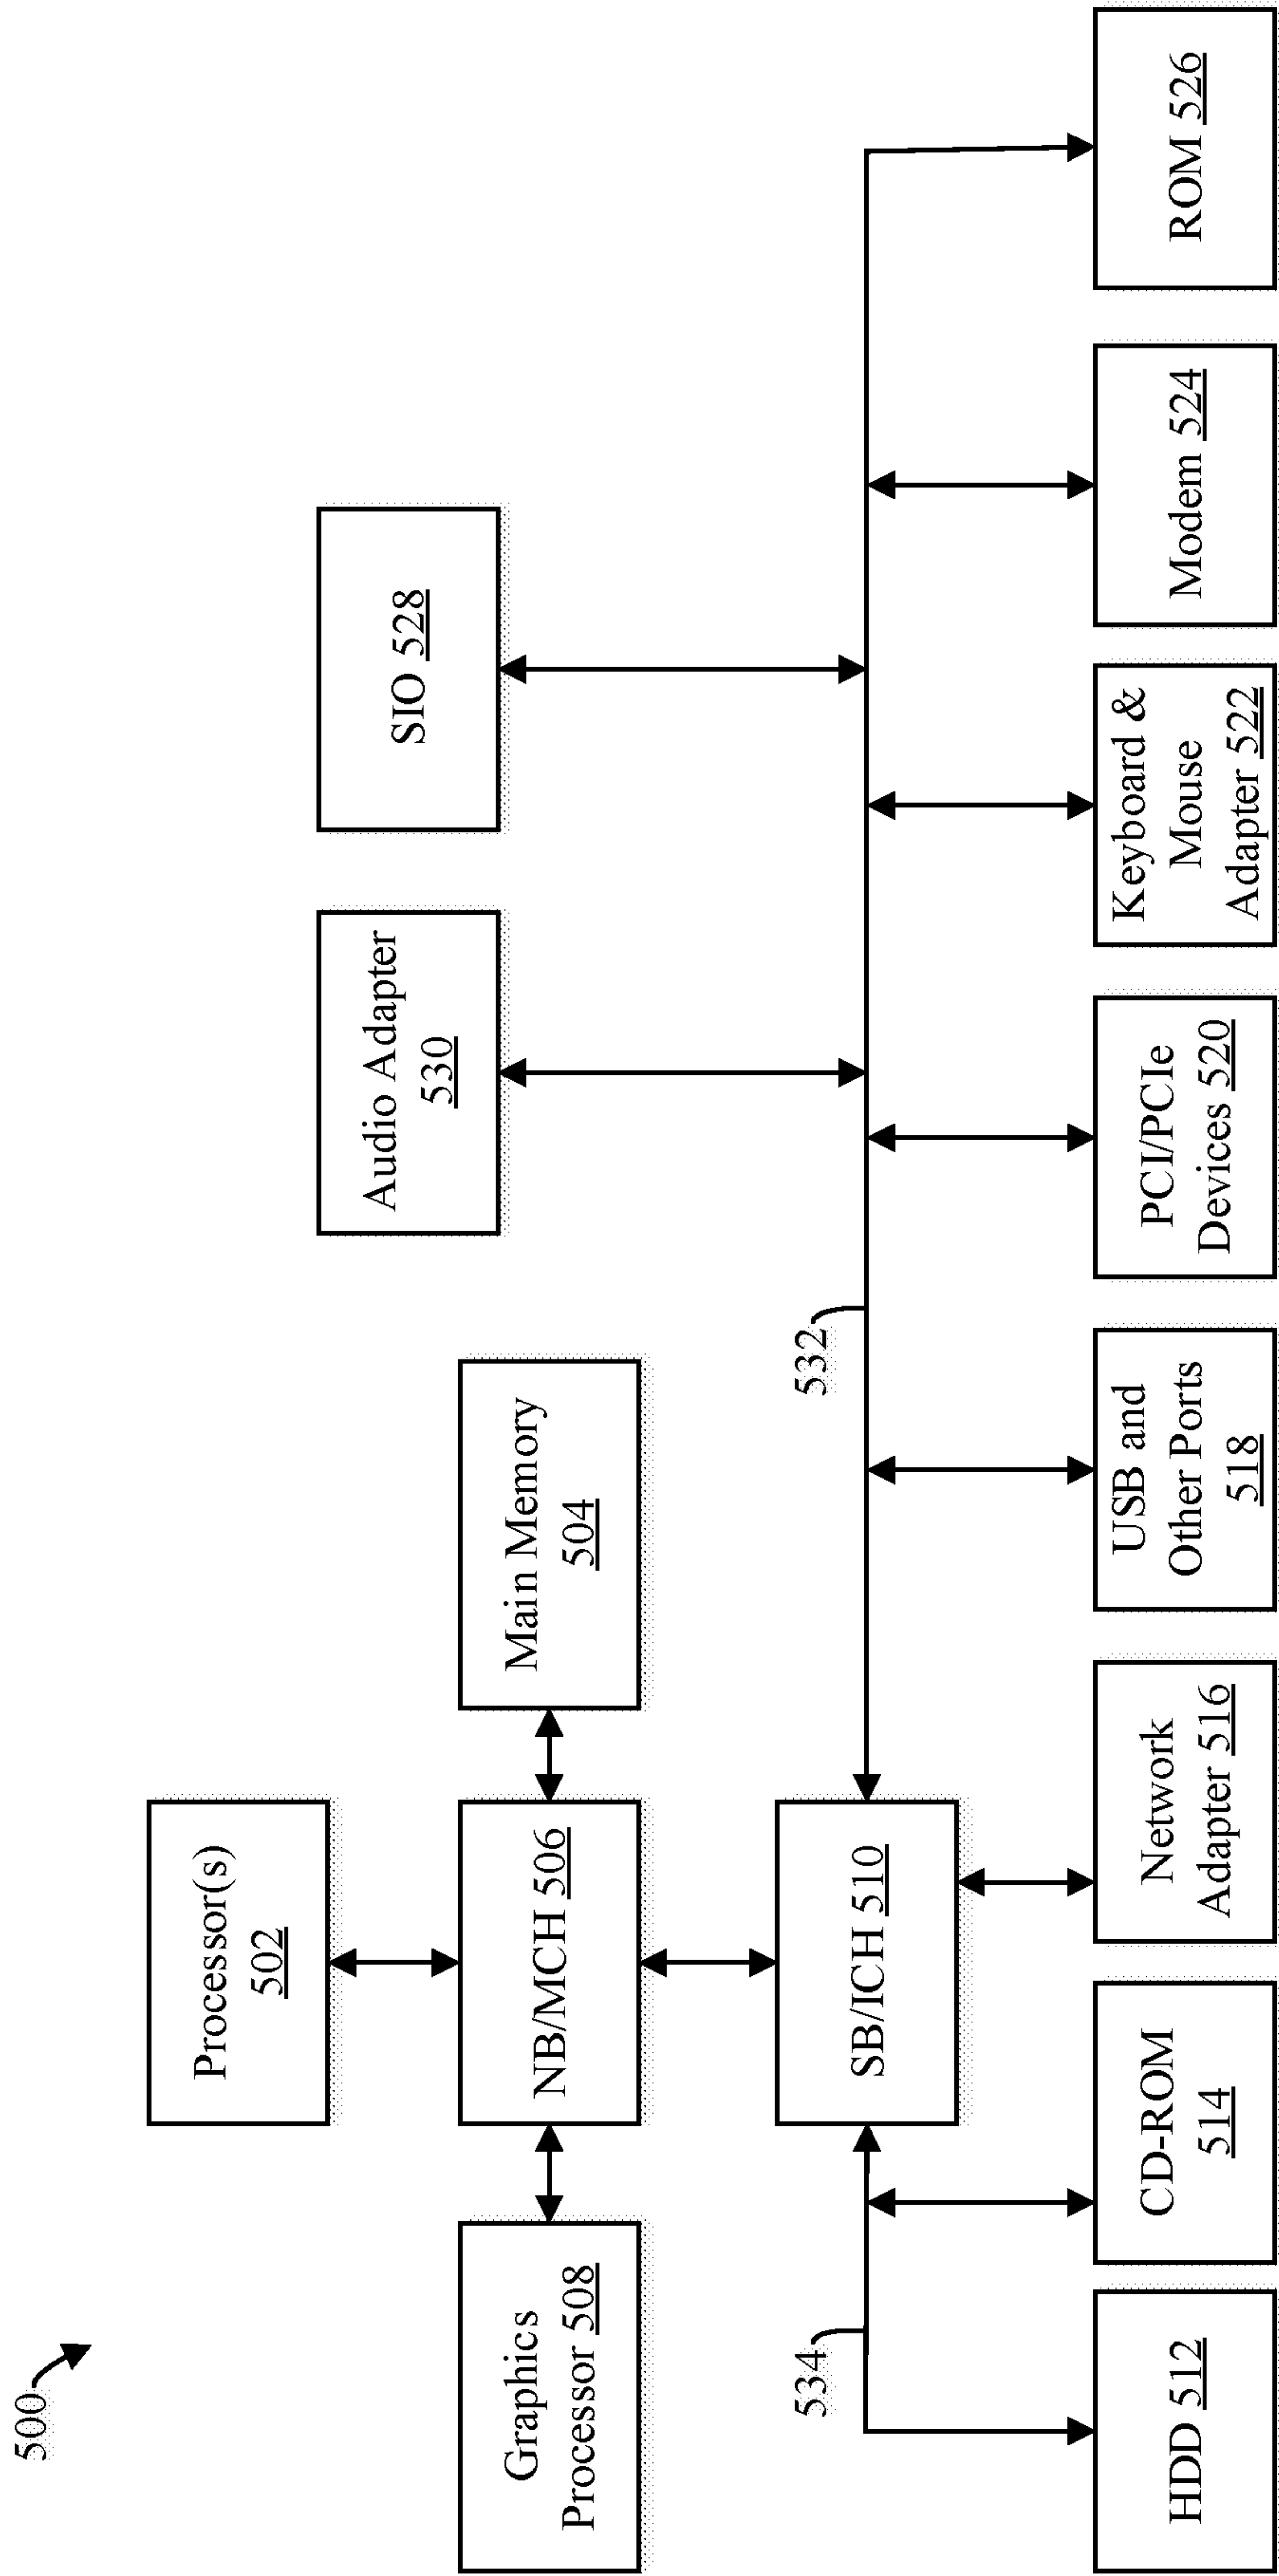 500
Processor(s)
502
Graphics
Processor 508
NB/MCH 506
Main Memory
504
Audio Adapter
530
SIO 528
534
SB/ICH 510
532
HDD 512
CD-ROM
514
Network
Adapter 516
USB and
Other Ports
518
PCI/PCIe
Devices 520
Keyboard &
Mouse
Adapter 522
Modem 524
ROM 526